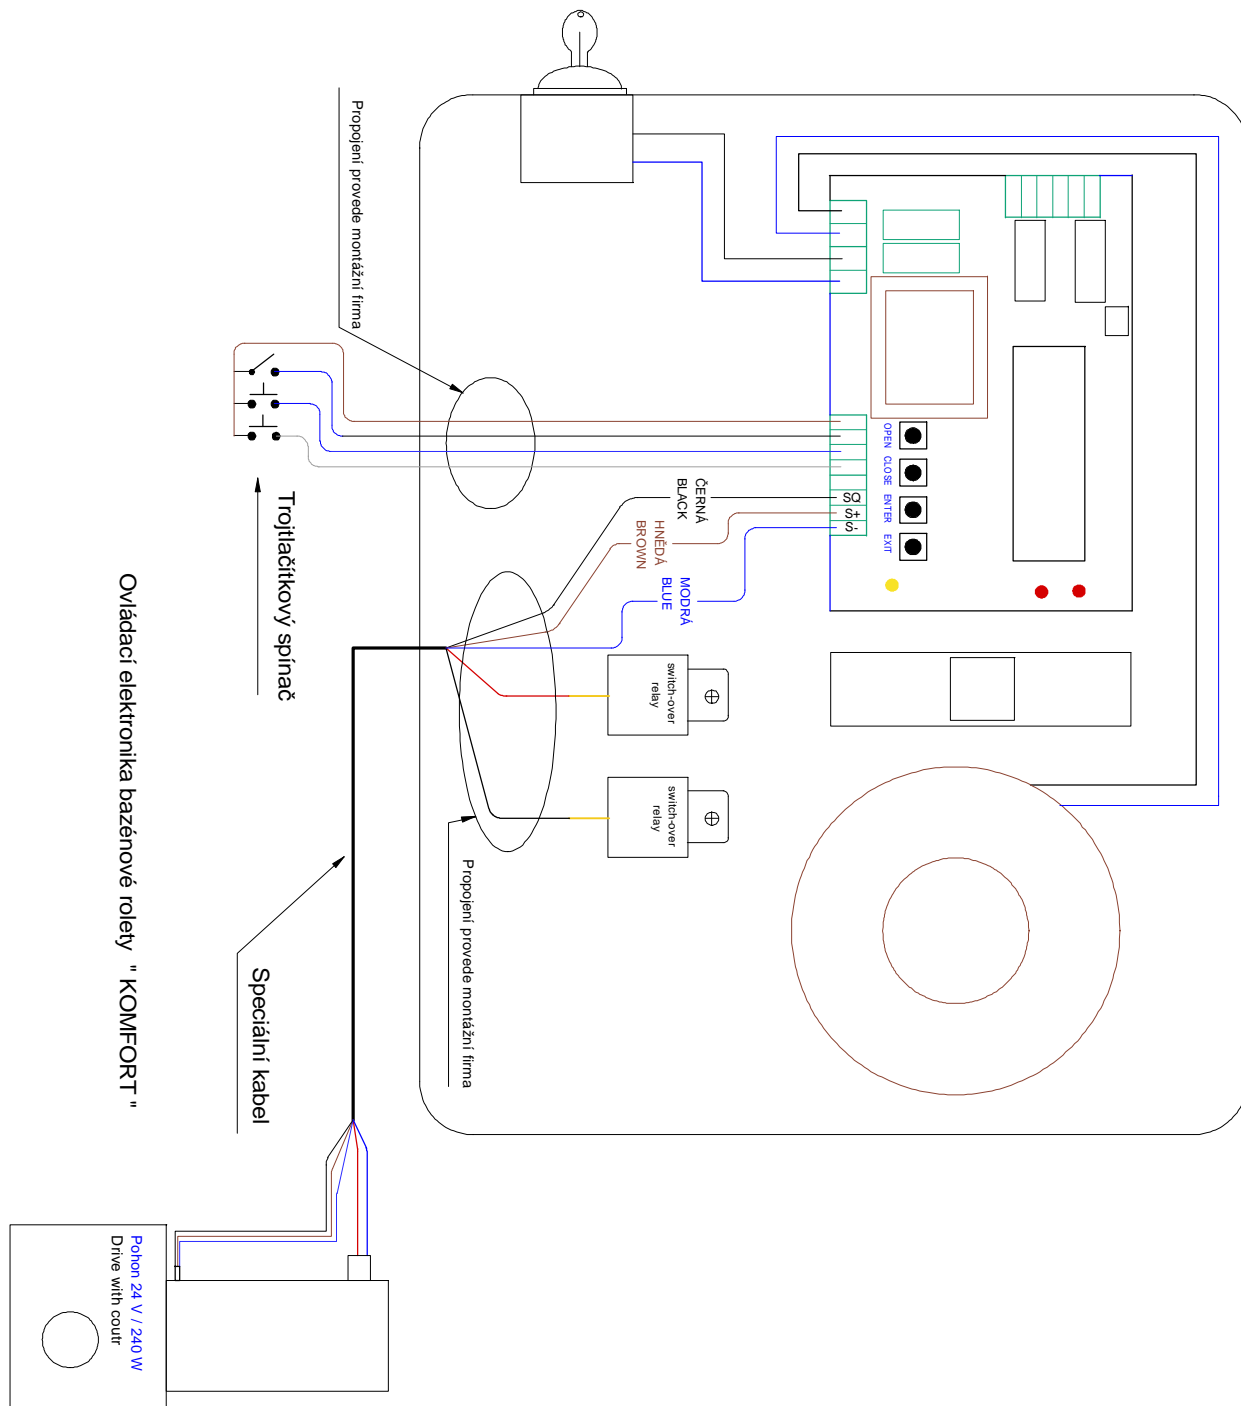 Propojení provede montážní firma
OPEN
CLOSE
ENTER
EXIT
SQ
S+
S-
ČERNÁ
BLACK
HNĚDÁ
BROWN
MODRÁ
BLUE
switch-over
relay
switch-over
relay
Trojtlačítkový spínač
Propojení provede montážní firma
Speciální kabel
Ovládací elektronika bazénové rolety " KOMFORT "
Pohon 24 V / 240 W
Drive with coutr